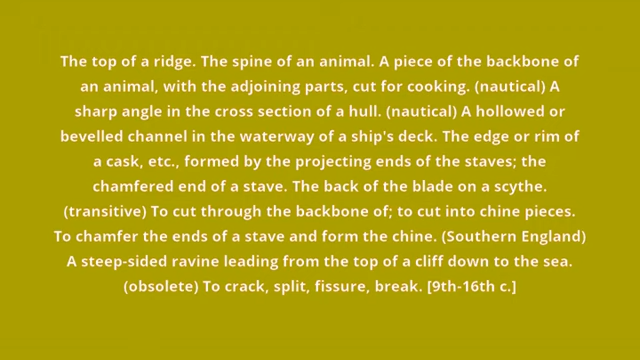 The top of a ridge. The spine of an animal. A piece of the backbone of
an animal, with the adjoining parts, cut for cooking. (nautical) A
sharp angle in the cross section of a hull. (nautical) A hollowed or
bevelled channel in the waterway of a ship's deck. The edge or rim of
a cask, etc., formed by the projecting ends of the staves; the
chamfered end of a stave. The back of the blade on a scythe.
(transitive) To cut through the backbone of; to cut into chine pieces.
To chamfer the ends of a stave and form the chine. (Southern England)
A steep-sided ravine leading from the top of a cliff down to the sea.
(obsolete) To crack, split, fissure, break. [9th-16th c.]